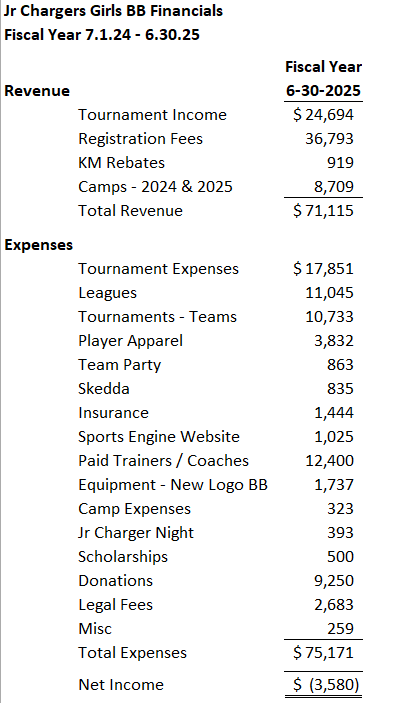 Jr Chargers Girls BB Financials
Fiscal Year 7.1.24 - 6.30.25
Fiscal Year
Revenue 6-30-2025
Tournament Income $ 24,694
Registration Fees 36,793
KM Rebates 919
Camps - 2024 & 2025 8,709
Total Revenue $ 71,115
Expenses
Tournament Expenses $ 17,851
Leagues 11,045
Tournaments - Teams 10,733
Player Apparel 3,832
Team Party 863
Skedda 835
Insurance 1,444
Sports Engine Website 1,025
Paid Trainers / Coaches 12,400
Equipment - New Logo BB 1,737
Camp Expenses 323
Jr Charger Night 393
Scholarships 500
Donations 9,250
Legal Fees 2,683
Misc 259
Total Expenses $ 75,171
Net Income $ (3,580)